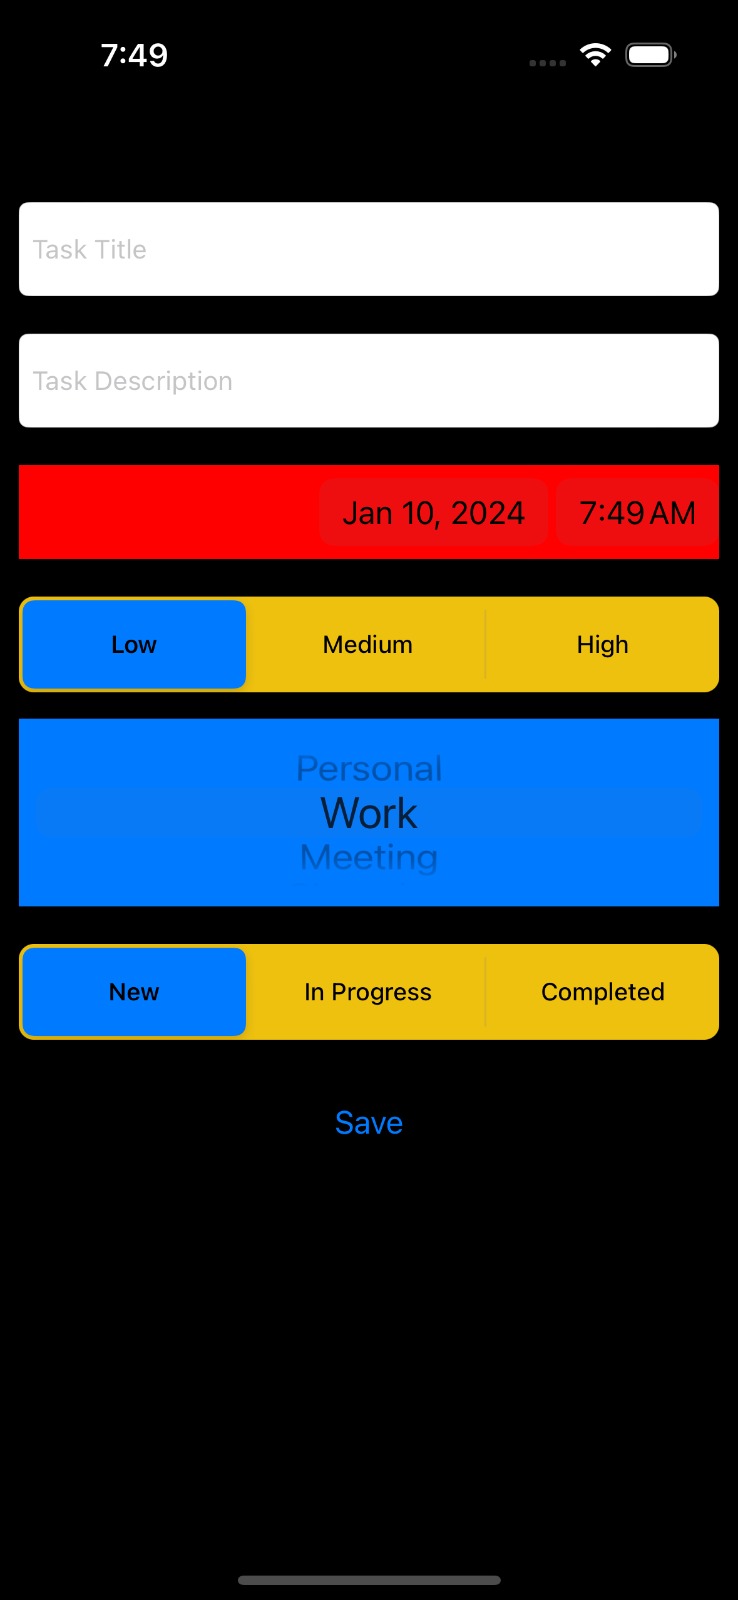 7:49
Task Title
Task Description
Jan 10, 2024 7:49 AM
Low Medium High
Personal
Work
Meeting
New In Progress Completed
Save